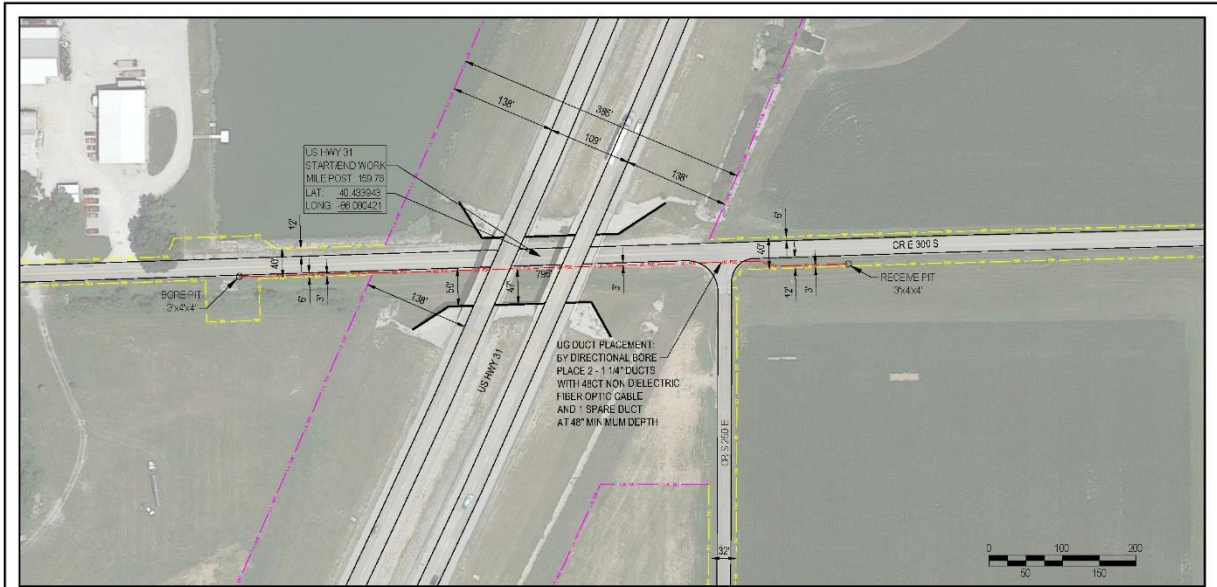 138'
386'
109'
138'
US HWY 31
START/END WORK
MILE POST: 159.78
LAT: 40.433943
LONG: -86.080421
12'
40'
6'
40'
CR E 300 S
BORE PIT
3'x4'x4'
6'
3'
138'
50'
47'
3'
12'
3'
RECEIVE PIT
3'x4'x4'
US HWY 31
UG DUCT PLACEMENT:
BY DIRECTIONAL BORE
PLACE 2 - 1 1/4" DUCTS
WITH 48CT NON DIELECTRIC
FIBER OPTIC CABLE
AND 1 SPARE DUCT
AT 48" MINIMUM DEPTH
CR S 250 E
32'
0 100 200
50 150